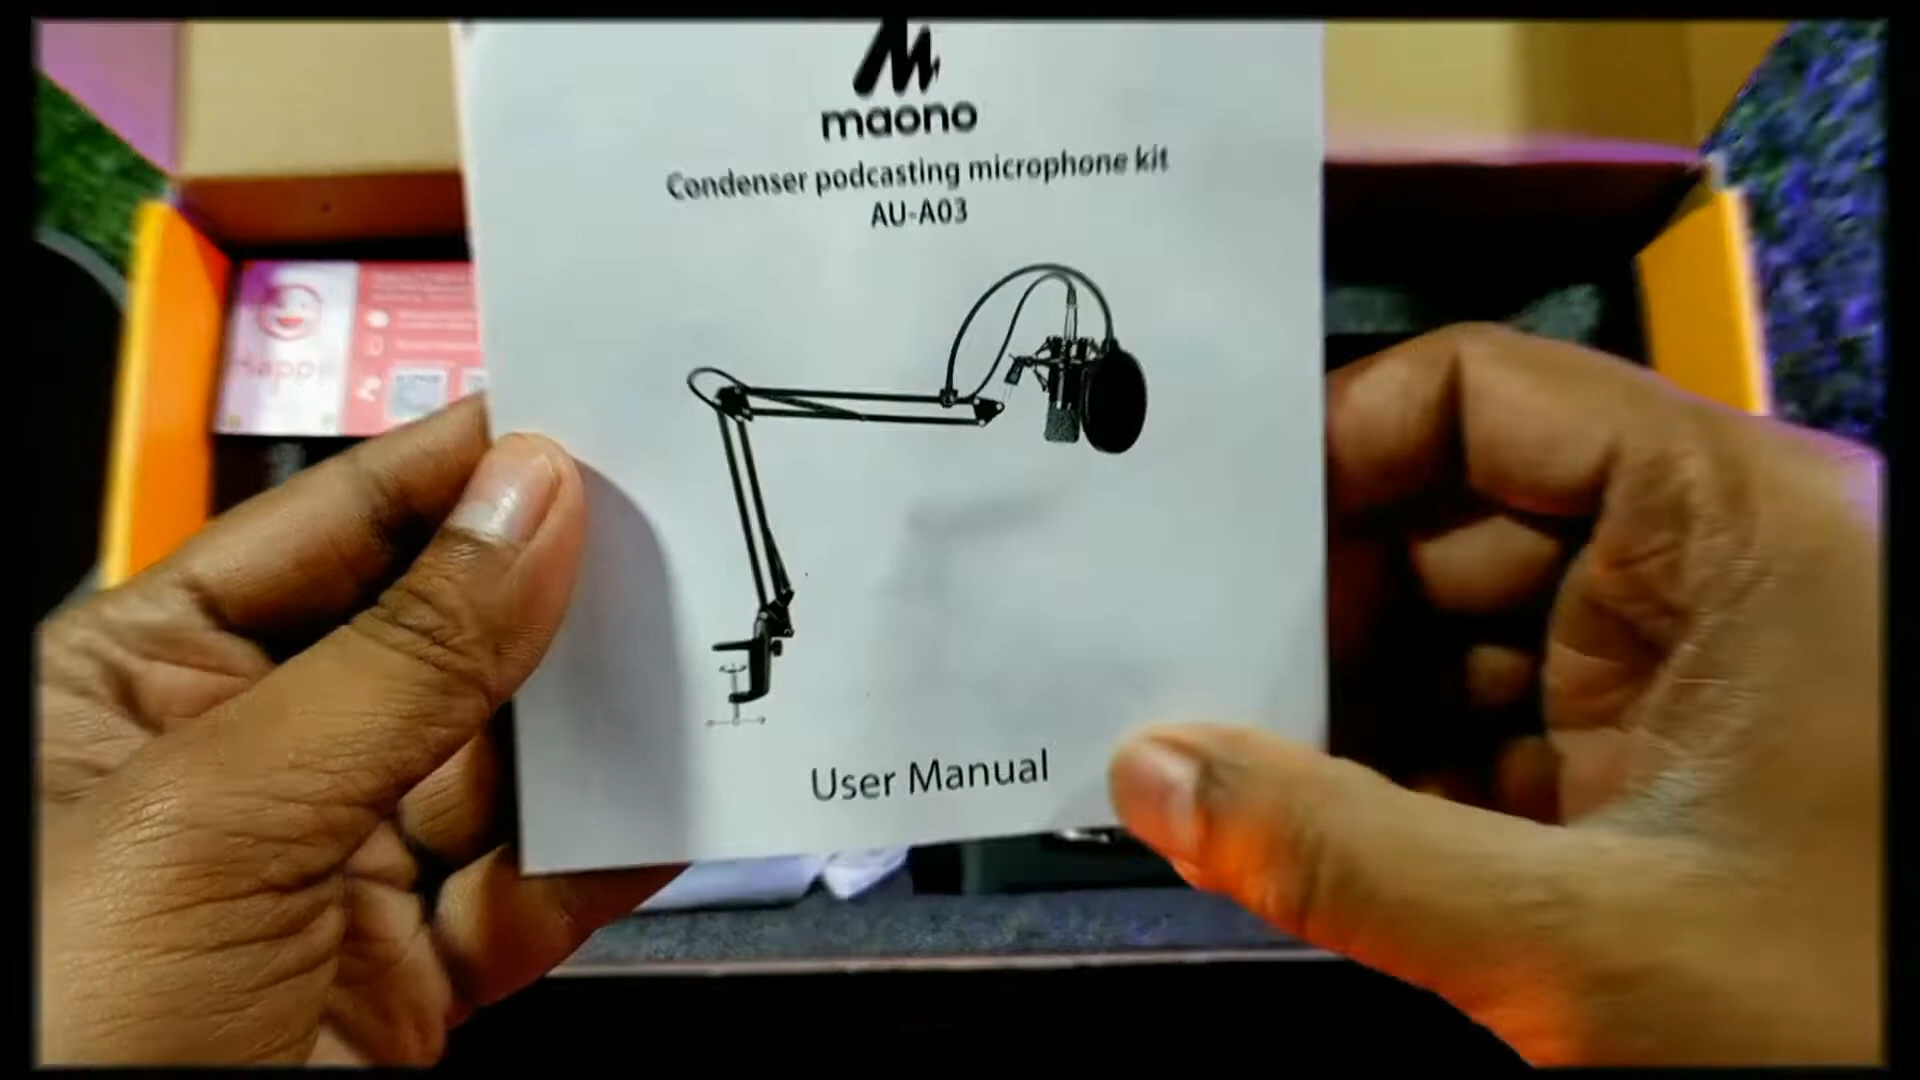 maono
Condenser podcasting microphone kit
AU-A03
User Manual